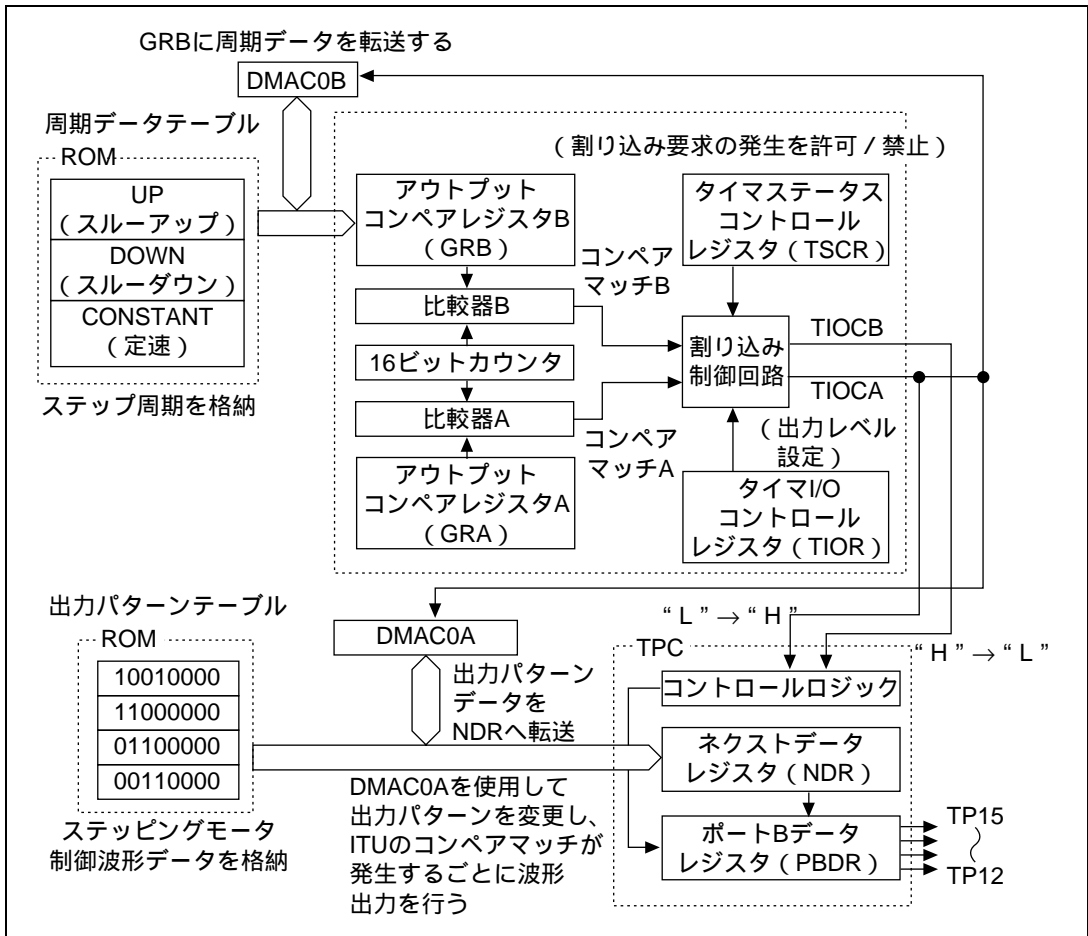 GRBに周期データを転送する
DMAC0B
周期データテーブル
ROM
UP
（スルーアップ）
DOWN
（スルーダウン）
CONSTANT
（定速）
ステップ周期を格納
（割り込み要求の発生を許可／禁止）
アウトプット
コンペアレジスタB
（GRB）
コンペア
マッチB
タイマステータス
コントロール
レジスタ（TSCR）
比較器B
16ビットカウンタ
比較器A
割り込み
制御回路
TIOCB
TIOCA
コンペア
マッチA
（出力レベル
設定）
アウトプット
コンペアレジスタA
（GRA）
タイマI/O
コントロール
レジスタ（TIOR）
出力パターンテーブル
ROM
10010000
11000000
01100000
00110000
ステッピングモータ
制御波形データを格納
DMAC0A
出力パターン
データを
NDRへ転送
DMAC0Aを使用して
出力パターンを変更し、
ITUのコンペアマッチが
発生するごとに波形
出力を行う
“L”→“H”
“H”→“L”
TPC
コントロールロジック
ネクストデータ
レジスタ（NDR）
ポートBデータ
レジスタ（PBDR）
TP15
TP12